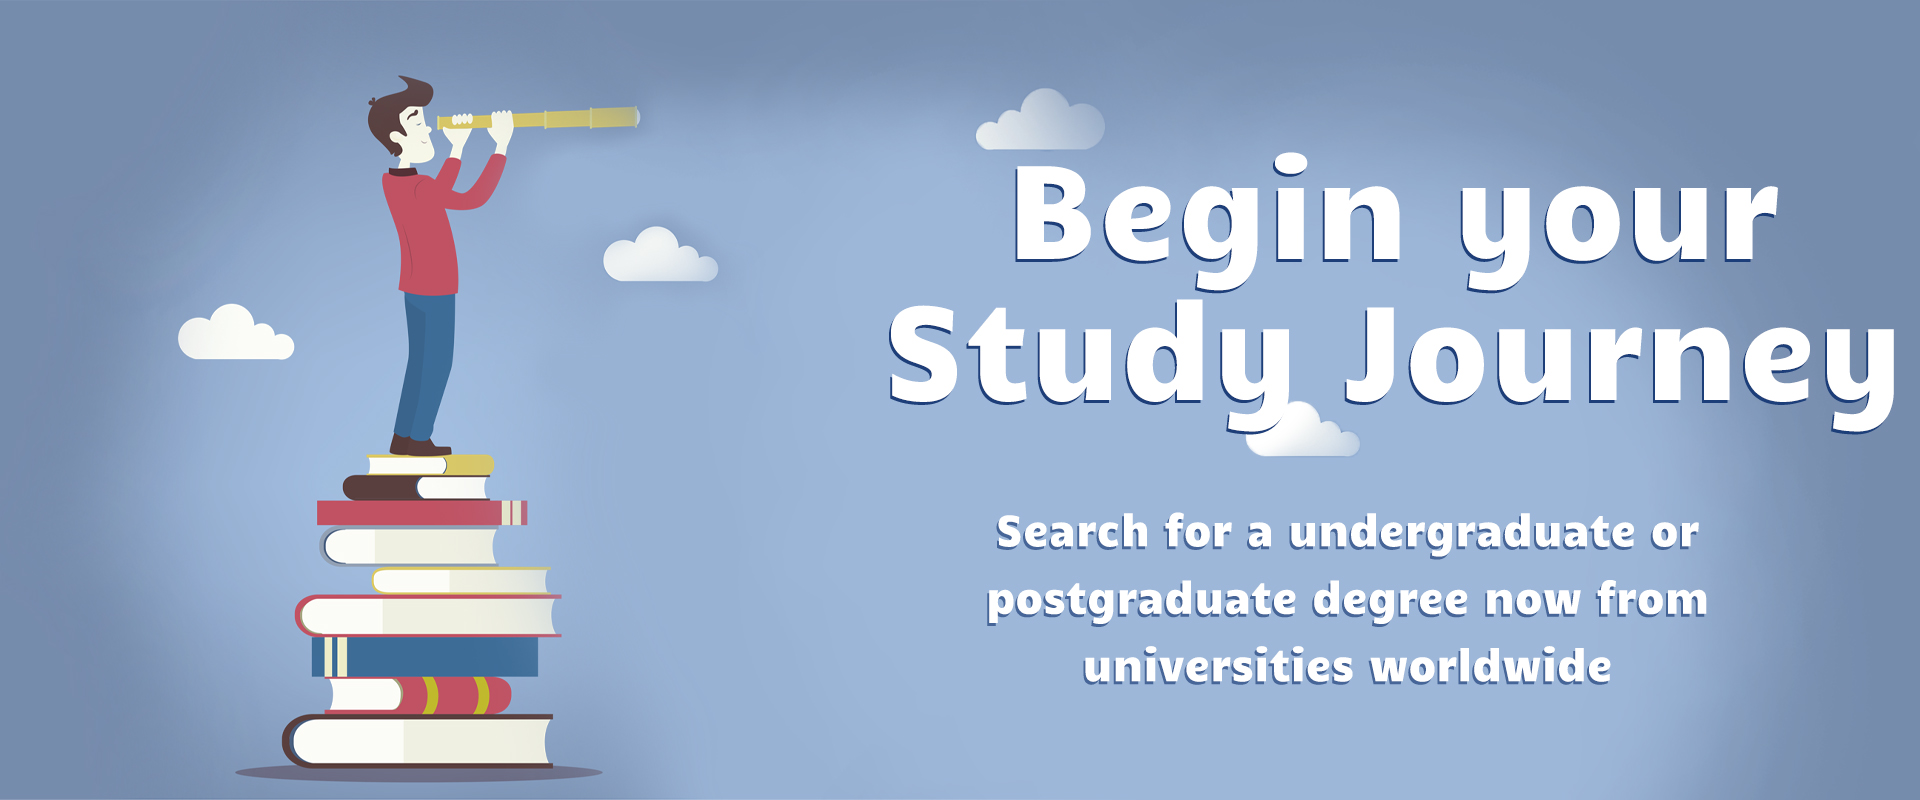 Begin your
Study Journey
Search for a undergraduate or
postgraduate degree now from
universities worldwide